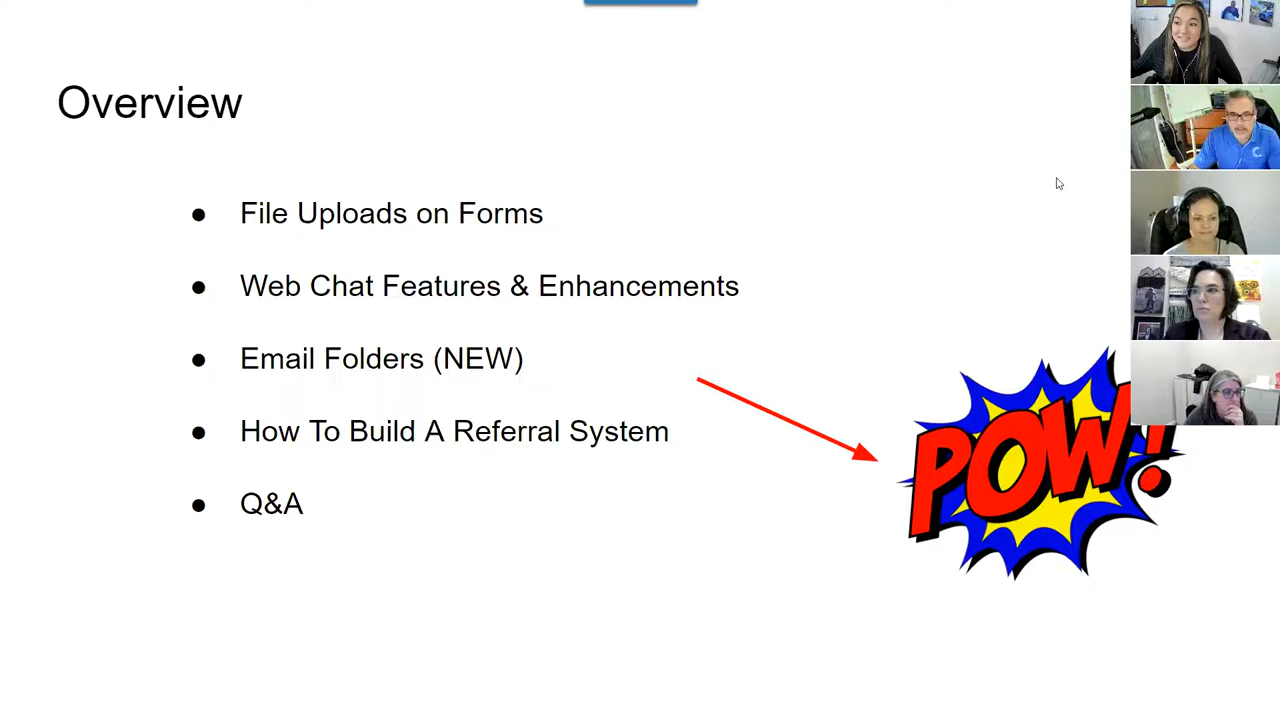 Overview
● File Uploads on Forms
● Web Chat Features & Enhancements
● Email Folders (NEW)
● How To Build A Referral System
● Q&A
POW!